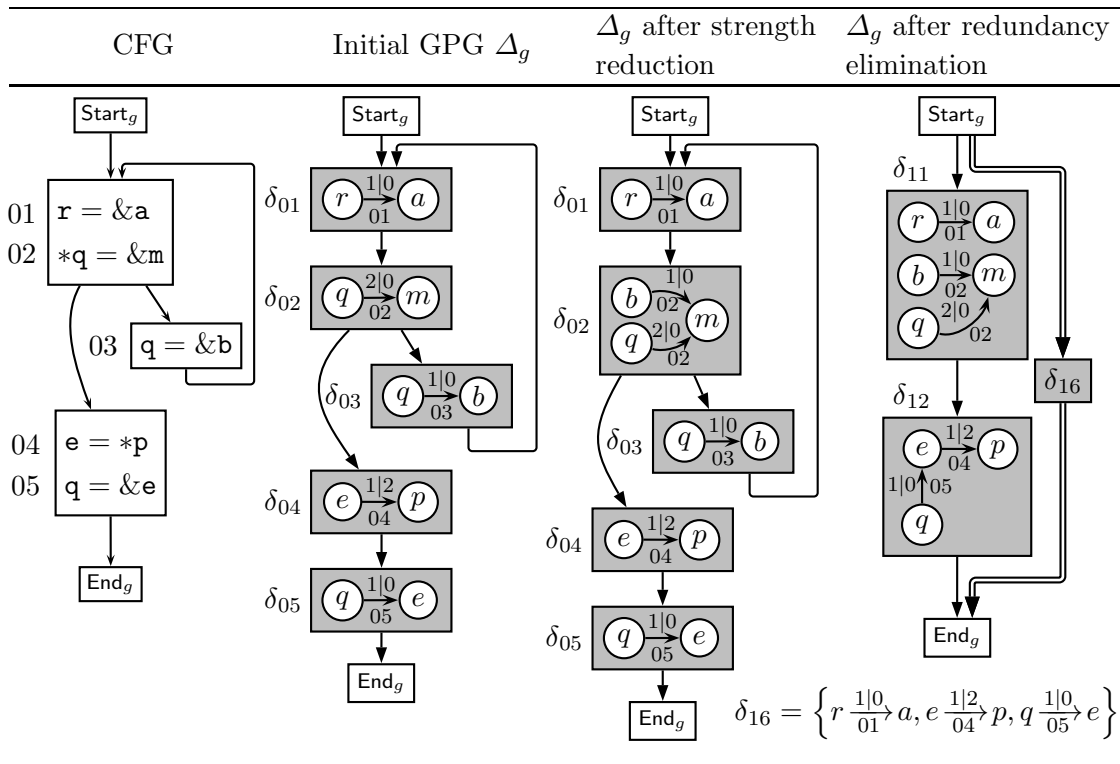 CFG
Initial GPG Δg
Δg after strength
reduction
Δg after redundancy
elimination
Startg
01 r = &a
02 *q = &m
03 q = &b
04 e = *p
05 q = &e
Endg
Startg
δ01 r 1|0 01 a
δ02 q 2|0 02 m
δ03 q 1|0 03 b
δ04 e 1|2 04 p
δ05 q 1|0 05 e
Endg
Startg
δ01 r 1|0 01 a
δ02 b 1|0 02 m
q 2|0 02
δ03 q 1|0 03 b
δ04 e 1|2 04 p
δ05 q 1|0 05 e
Endg
Startg
δ11
r 1|0 01 a
b 1|0 02 m
q 2|0 02
δ16
δ12
e 1|2 04 p
1|0 05
q
Endg
δ16 = {r 1|0 01 a, e 1|2 04 p, q 1|0 05 e}